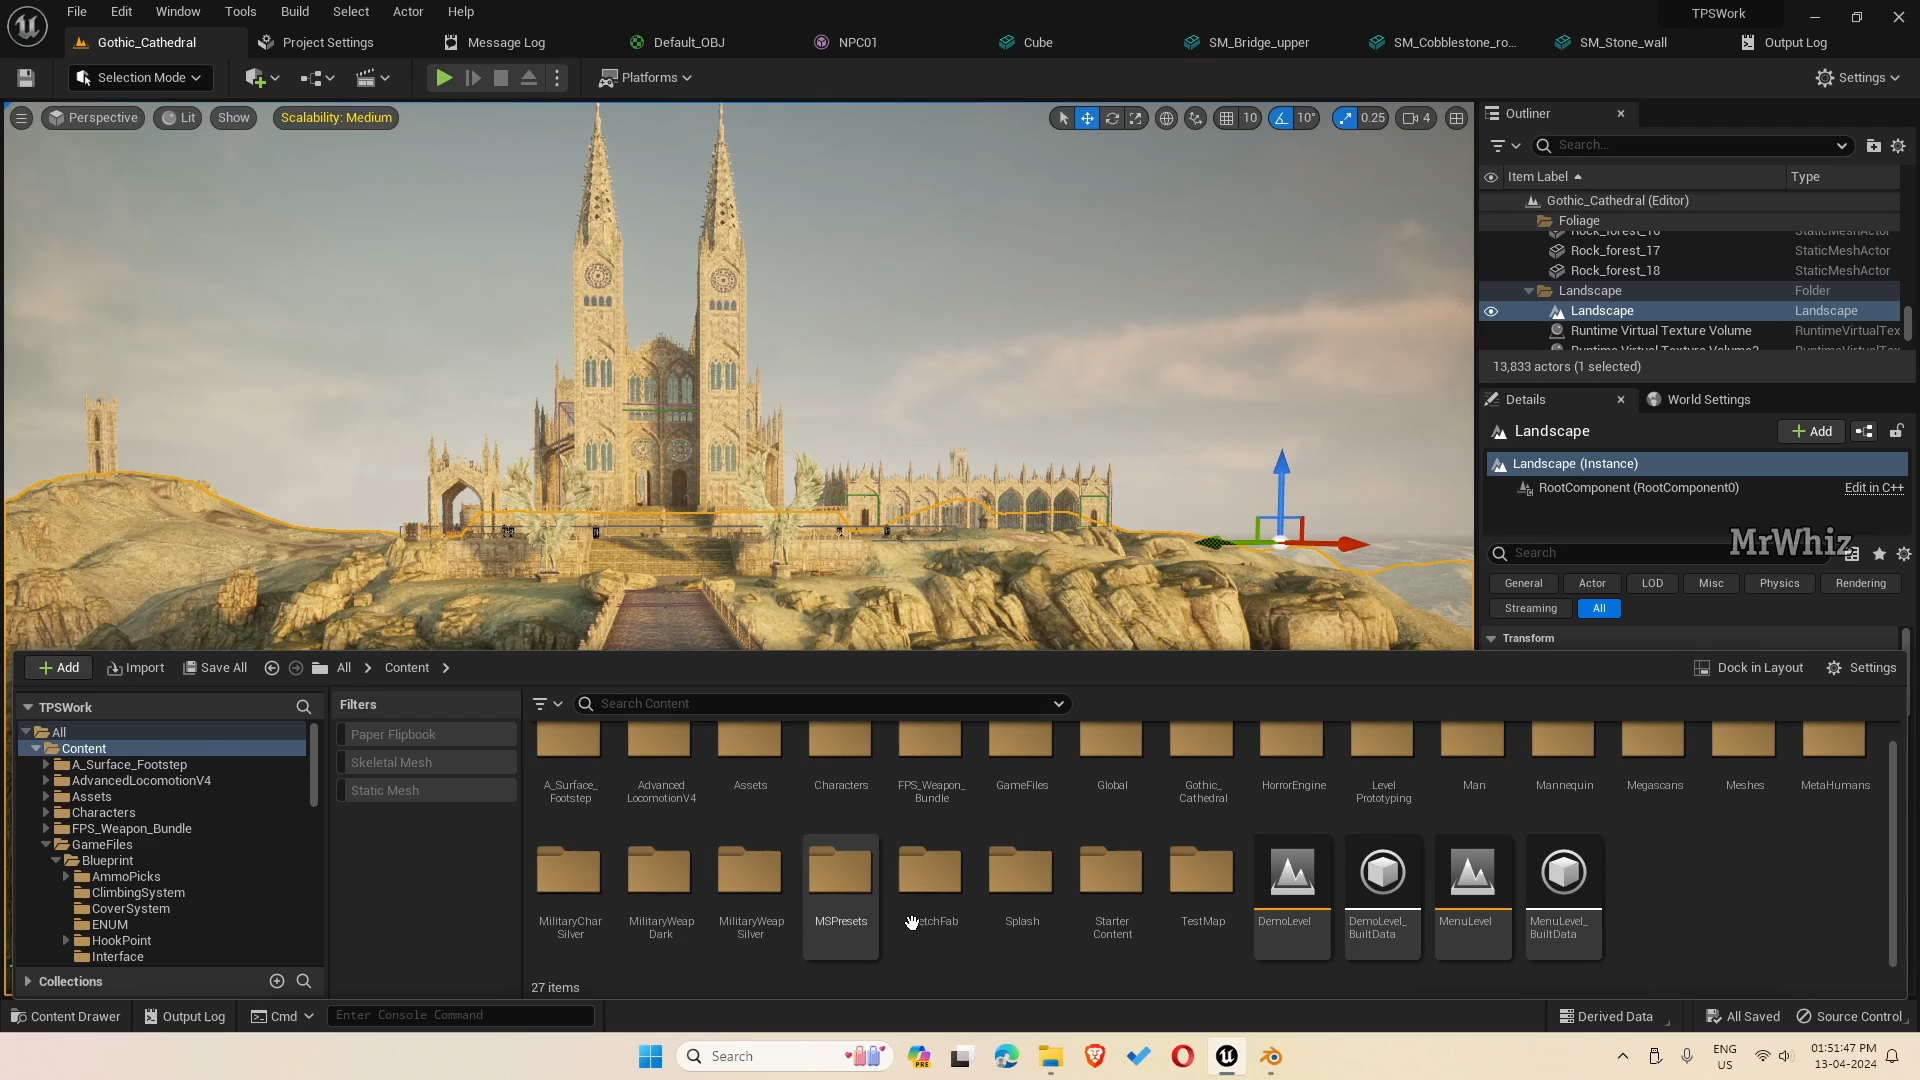 File Edit Window Tools Build Select Actor Help
TPSWork
Gothic_Cathedral Project Settings Message Log Default_OBJ NPC01 Cube SM_Bridge_upper SM_Cobblestone_ro... SM_Stone_wall Output Log
Selection Mode Platforms Settings
Perspective Lit Show Scalability: Medium 10 10° 0.25 4
Outliner
Search...
Item Label Type
Gothic_Cathedral (Editor)
Foliage
Rock_forest_16 StaticMeshActor
Rock_forest_17 StaticMeshActor
Rock_forest_18 StaticMeshActor
Landscape Folder
Landscape Landscape
Runtime Virtual Texture Volume RuntimeVirtualTex
Runtime Virtual Texture Volume2
13,833 actors (1 selected)
Details World Settings
Landscape Add
Landscape (Instance)
RootComponent (RootComponent0) Edit in C++
MrWhiz
Search
General Actor LOD Misc Physics Rendering
Streaming All
Transform
Add Import Save All All Content Dock in Layout Settings
TPSWork
All
Content
A_Surface_Footstep
AdvancedLocomotionV4
Assets
Characters
FPS_Weapon_Bundle
GameFiles
Blueprint
AmmoPicks
ClimbingSystem
CoverSystem
ENUM
HookPoint
Interface
Collections
Filters
Paper Flipbook
Skeletal Mesh
Static Mesh
Search Content
A_Surface_ Advanced Assets Characters FPS_Weapon_ GameFiles Global Gothic_ HorrorEngine Level Man Mannequin Megascans Meshes MetaHumans
Footstep LocomotionV4 Bundle Cathedral Prototyping
MilitaryChar MilitaryWeap MilitaryWeap MSPresets Splash Starter TestMap DemoLevel DemoLevel_ MenuLevel MenuLevel_
Silver Dark Silver Content BuiltData BuiltData
27 items
Content Drawer Output Log Cmd Enter Console Command Derived Data All Saved Source Control
Search PRE ENG 01:51:47 PM
US 13-04-2024